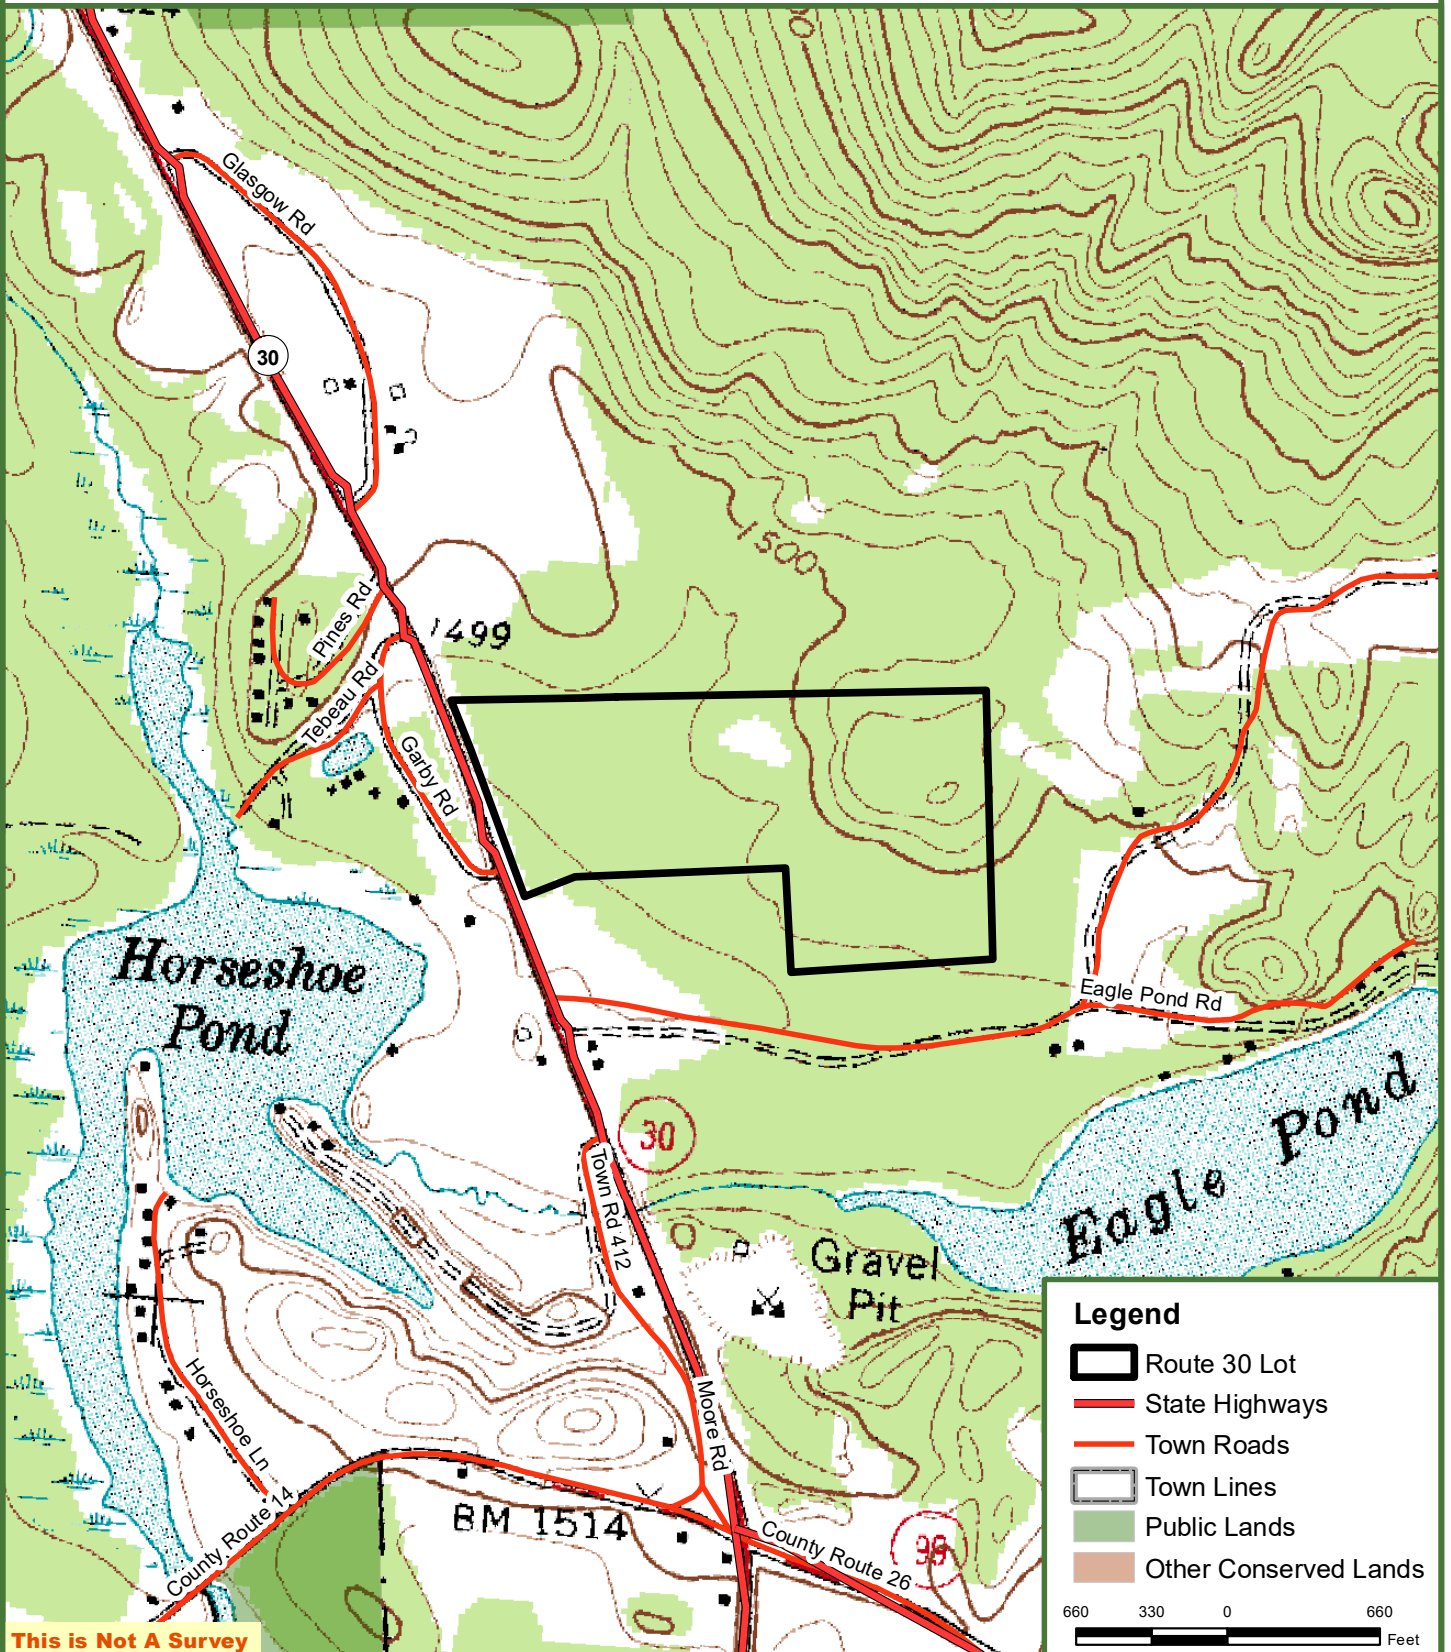 Glasgow Rd
30
1500
Pines Rd
1499
Tebeau Rd
Garby Rd
Horseshoe
Pond
Eagle Pond Rd
30
Town Rd 412
Eagle Pond
Gravel
Pit
Horseshoe Ln
Moore Rd
BM 1514
County Route 14
County Route 26
99
Legend
Route 30 Lot
State Highways
Town Roads
Town Lines
Public Lands
Other Conserved Lands
660 330 0 660
Feet
This is Not A Survey